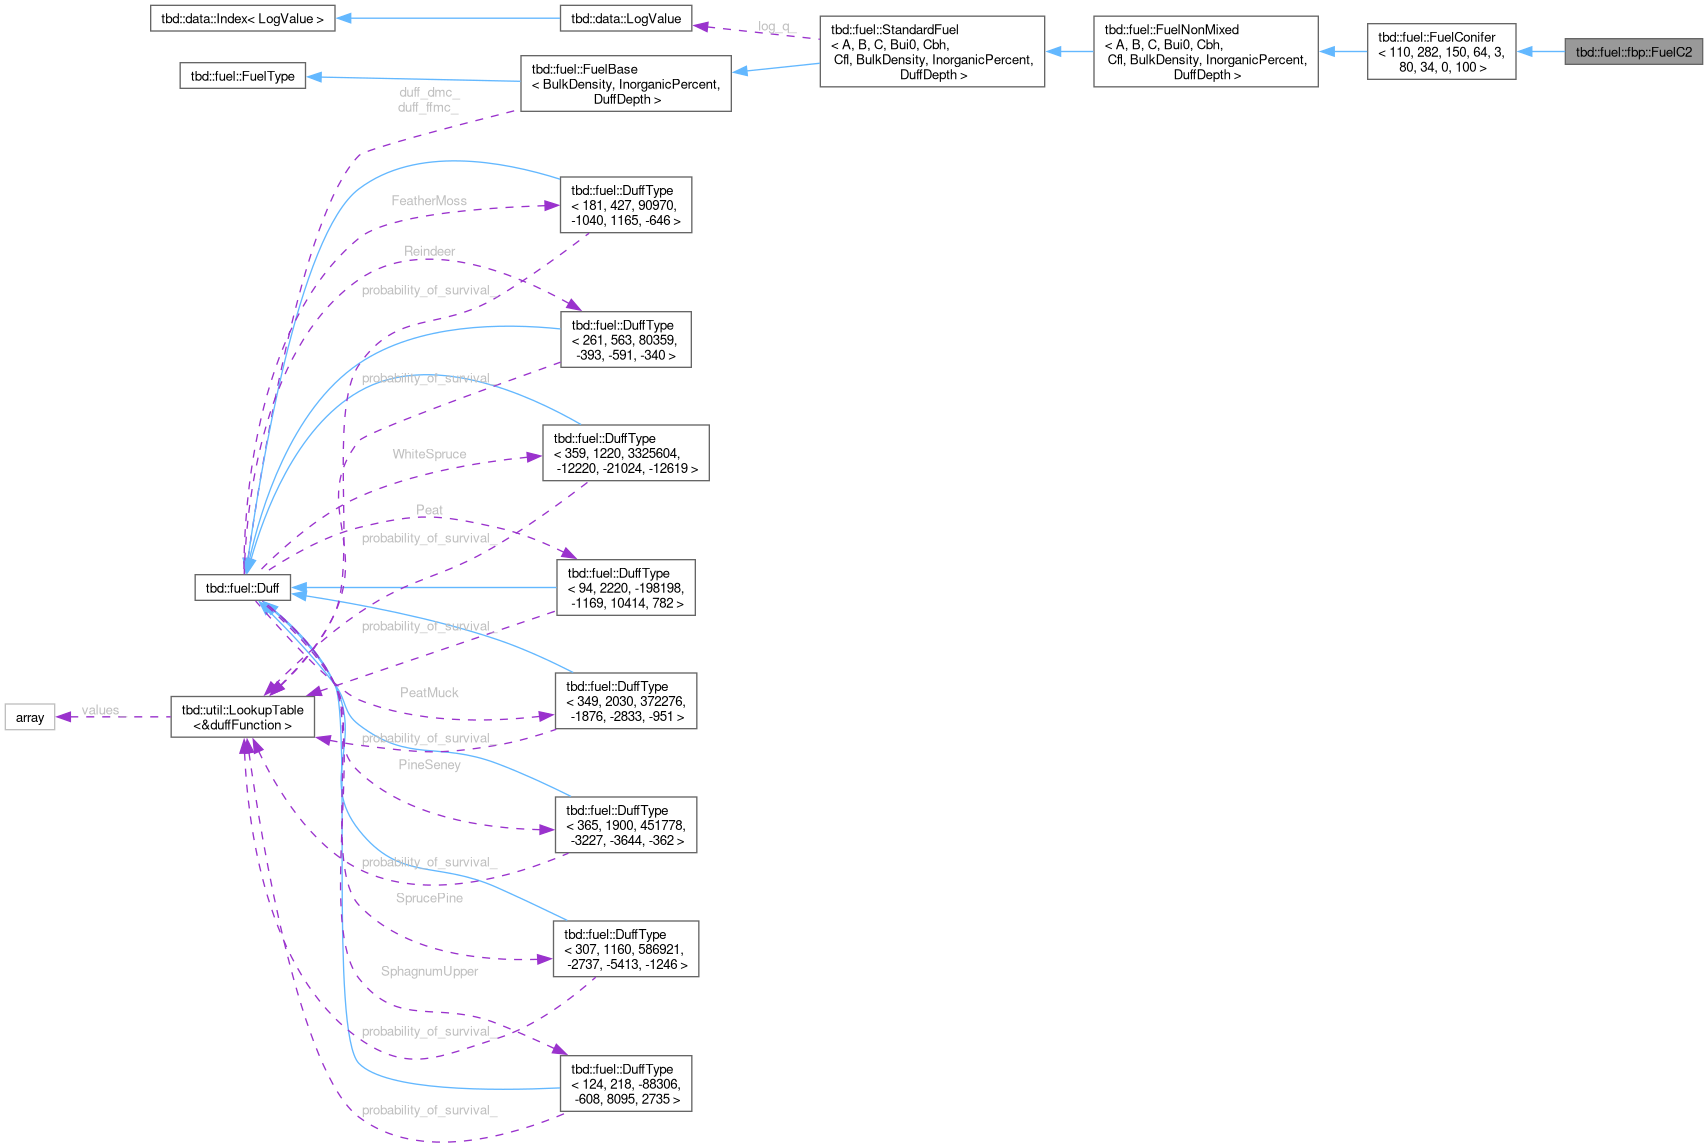 tbd::data::Index< LogValue >
tbd::data::LogValue
log_q_
tbd::fuel::StandardFuel
< A, B, C, Bui0, Cbh,
Cfl, BulkDensity, InorganicPercent,
DuffDepth >
tbd::fuel::FuelNonMixed
< A, B, C, Bui0, Cbh,
Cfl, BulkDensity, InorganicPercent,
DuffDepth >
tbd::fuel::FuelConifer
< 110, 282, 150, 64, 3,
80, 34, 0, 100 >
tbd::fuel::fbp::FuelC2
tbd::fuel::FuelType
tbd::fuel::FuelBase
< BulkDensity, InorganicPercent,
DuffDepth >
duff_dmc_
duff_ffmc_
FeatherMoss
tbd::fuel::DuffType
< 181, 427, 90970,
-1040, 1165, -646 >
Reindeer
probability_of_survival_
tbd::fuel::DuffType
< 261, 563, 80359,
-393, -591, -340 >
probability_of_survival_
WhiteSpruce
tbd::fuel::DuffType
< 359, 1220, 3325604,
-12220, -21024, -12619 >
Peat
probability_of_survival_
tbd::fuel::Duff
tbd::fuel::DuffType
< 94, 2220, -198198,
-1169, 10414, 782 >
probability_of_survival_
PeatMuck
tbd::fuel::DuffType
< 349, 2030, 372276,
-1876, -2833, -951 >
array
values
tbd::util::LookupTable
<&duffFunction >
probability_of_survival_
PineSeney
tbd::fuel::DuffType
< 365, 1900, 451778,
-3227, -3644, -362 >
probability_of_survival_
SprucePine
tbd::fuel::DuffType
< 307, 1160, 586921,
-2737, -5413, -1246 >
SphagnumUpper
probability_of_survival_
tbd::fuel::DuffType
< 124, 218, -88306,
-608, 8095, 2735 >
probability_of_survival_